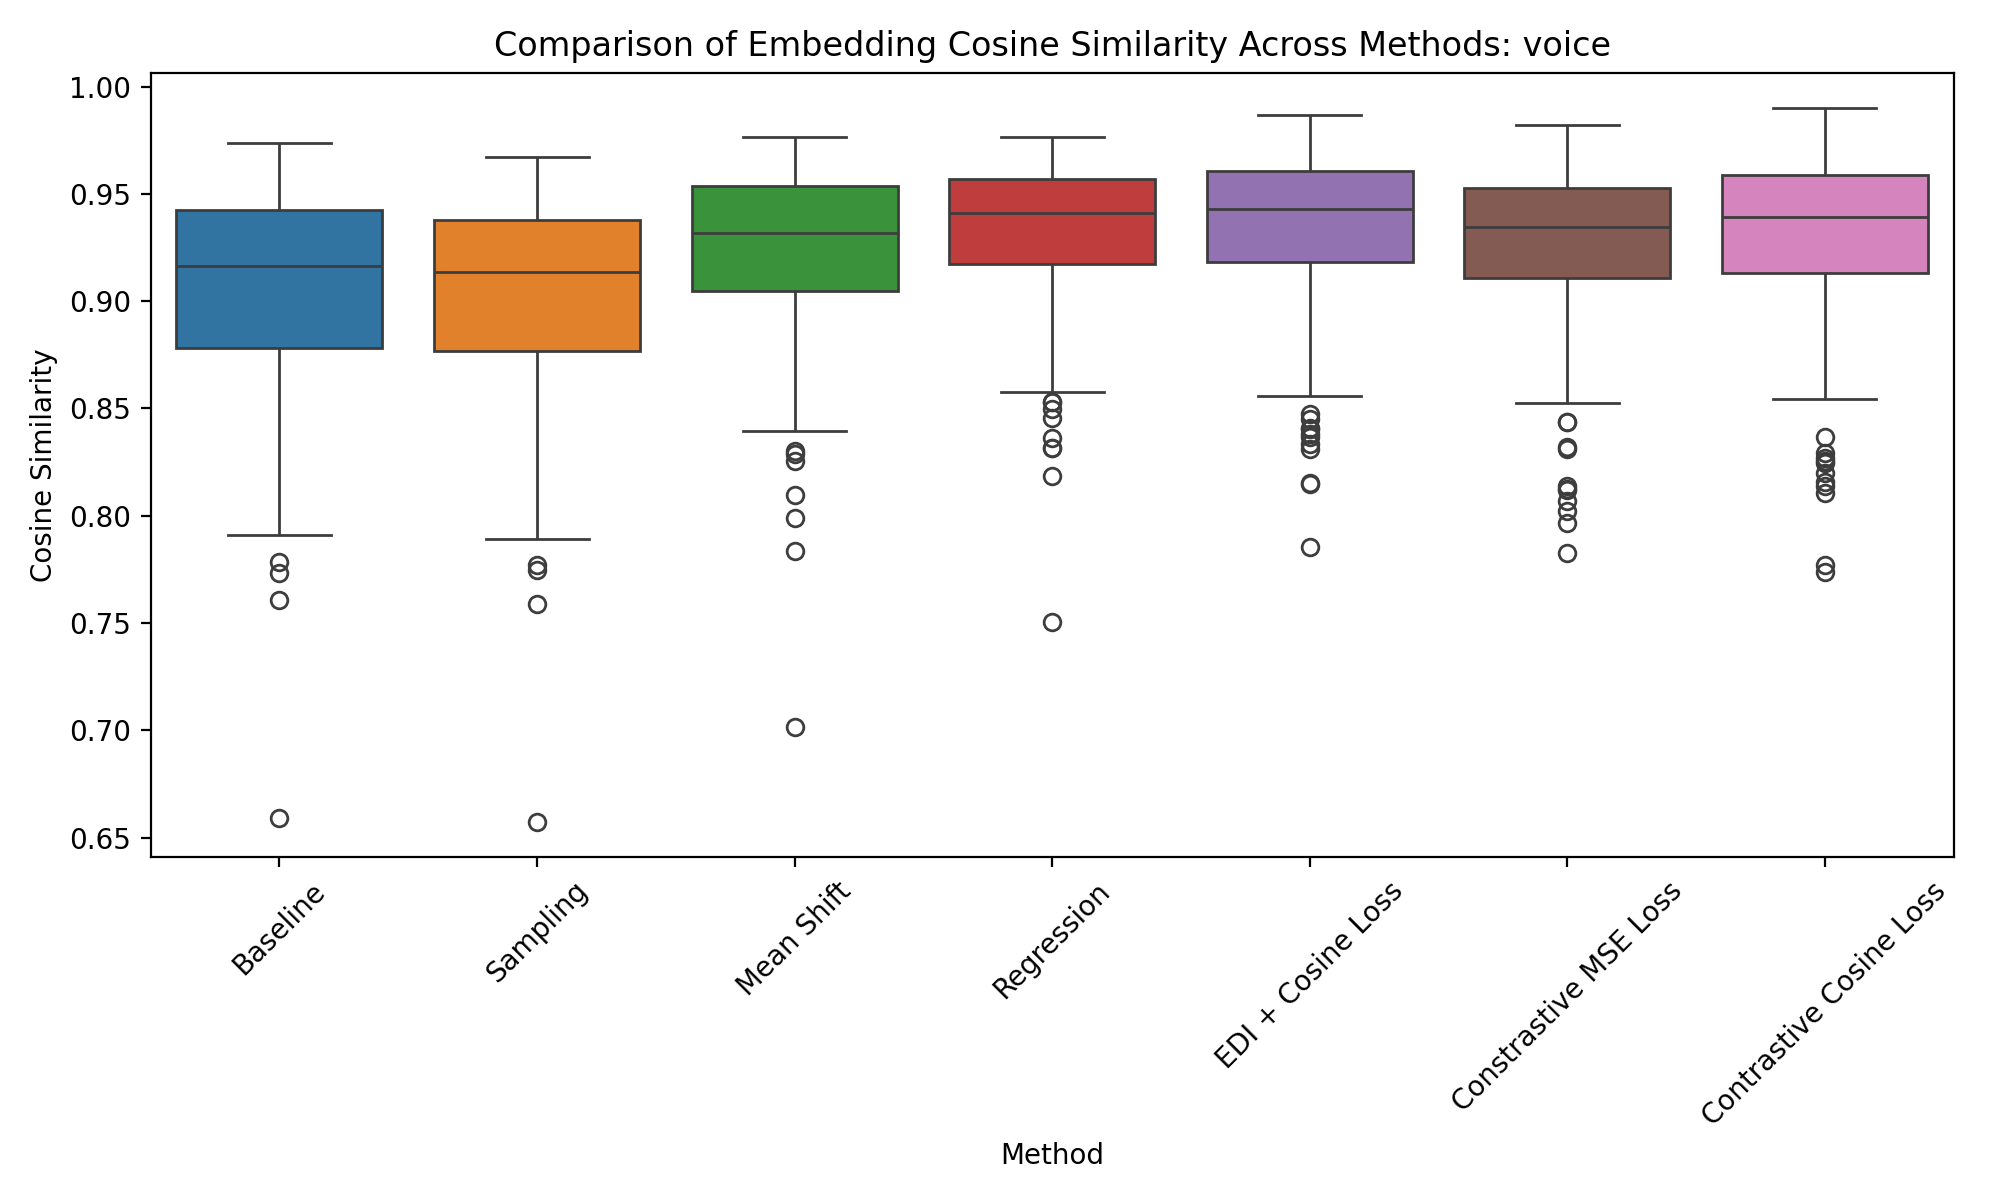 Comparison of Embedding Cosine Similarity Across Methods: voice
Cosine Similarity
1.00
0.95
0.90
0.85
0.80
0.75
0.70
0.65
Baseline
Sampling
Mean Shift
Regression
EDI + Cosine Loss
Constrastive MSE Loss
Contrastive Cosine Loss
Method